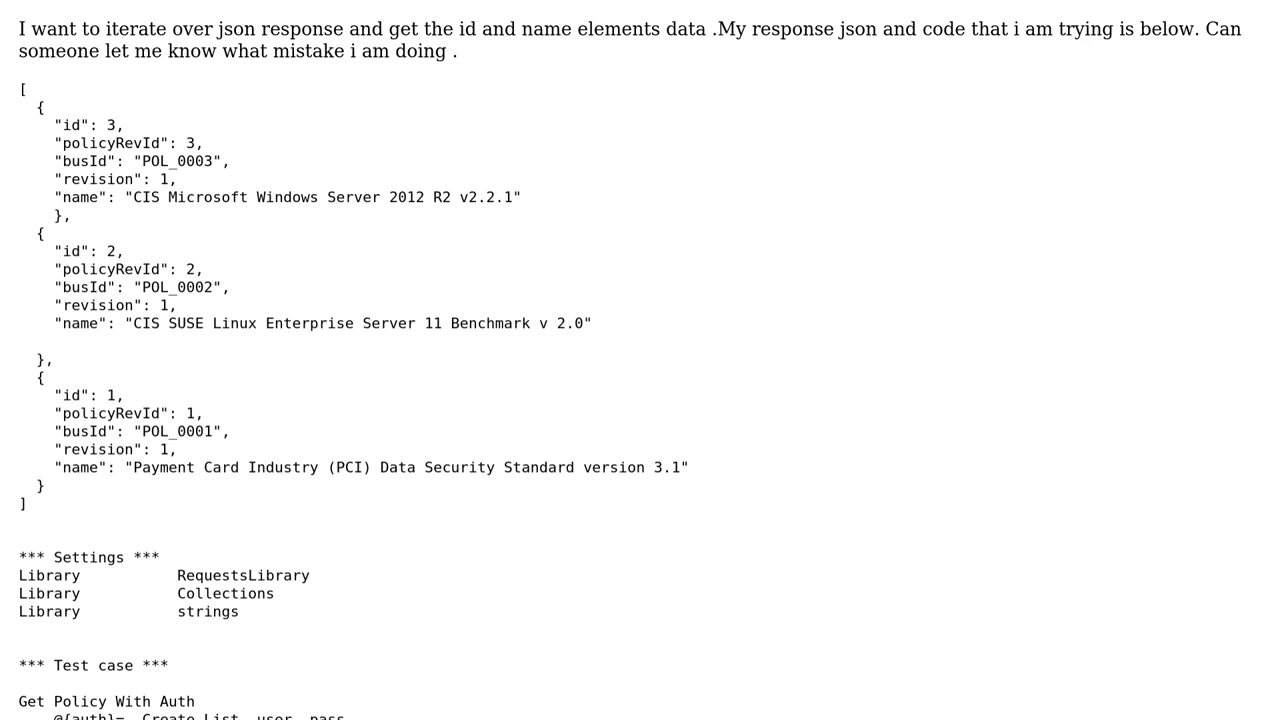 I want to iterate over json response and get the id and name elements data .My response json and code that i am trying is below. Can
someone let me know what mistake i am doing .
[
  {
    "id": 3,
    "policyRevId": 3,
    "busId": "POL_0003",
    "revision": 1,
    "name": "CIS Microsoft Windows Server 2012 R2 v2.2.1"
    },
  {
    "id": 2,
    "policyRevId": 2,
    "busId": "POL_0002",
    "revision": 1,
    "name": "CIS SUSE Linux Enterprise Server 11 Benchmark v 2.0"
  },
  {
    "id": 1,
    "policyRevId": 1,
    "busId": "POL_0001",
    "revision": 1,
    "name": "Payment Card Industry (PCI) Data Security Standard version 3.1"
  }
]
*** Settings ***
Library           RequestsLibrary
Library           Collections
Library           strings
*** Test case ***
Get Policy With Auth
    @{auth}=  Create List  user  pass